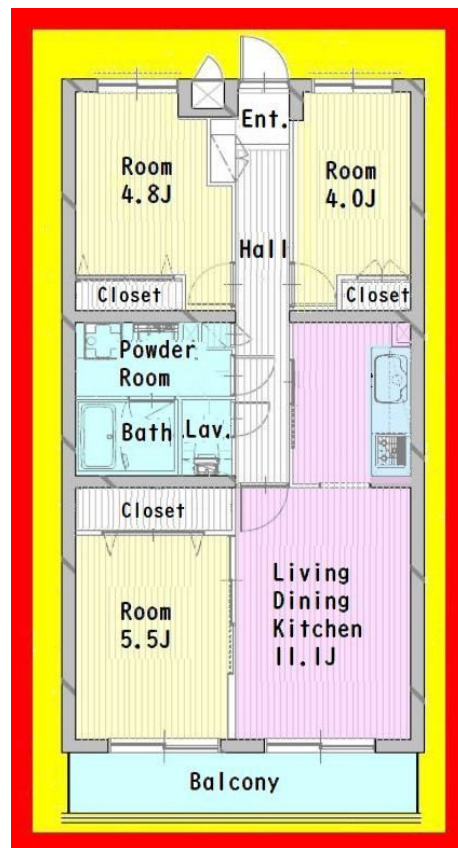 Ent.
Room
4.8J
Room
4.0J
Hall
Closet
Closet
Powder
Room
Bath
Lav.
Closet
Living
Dining
Kitchen
11.1J
Room
5.5J
Balcony